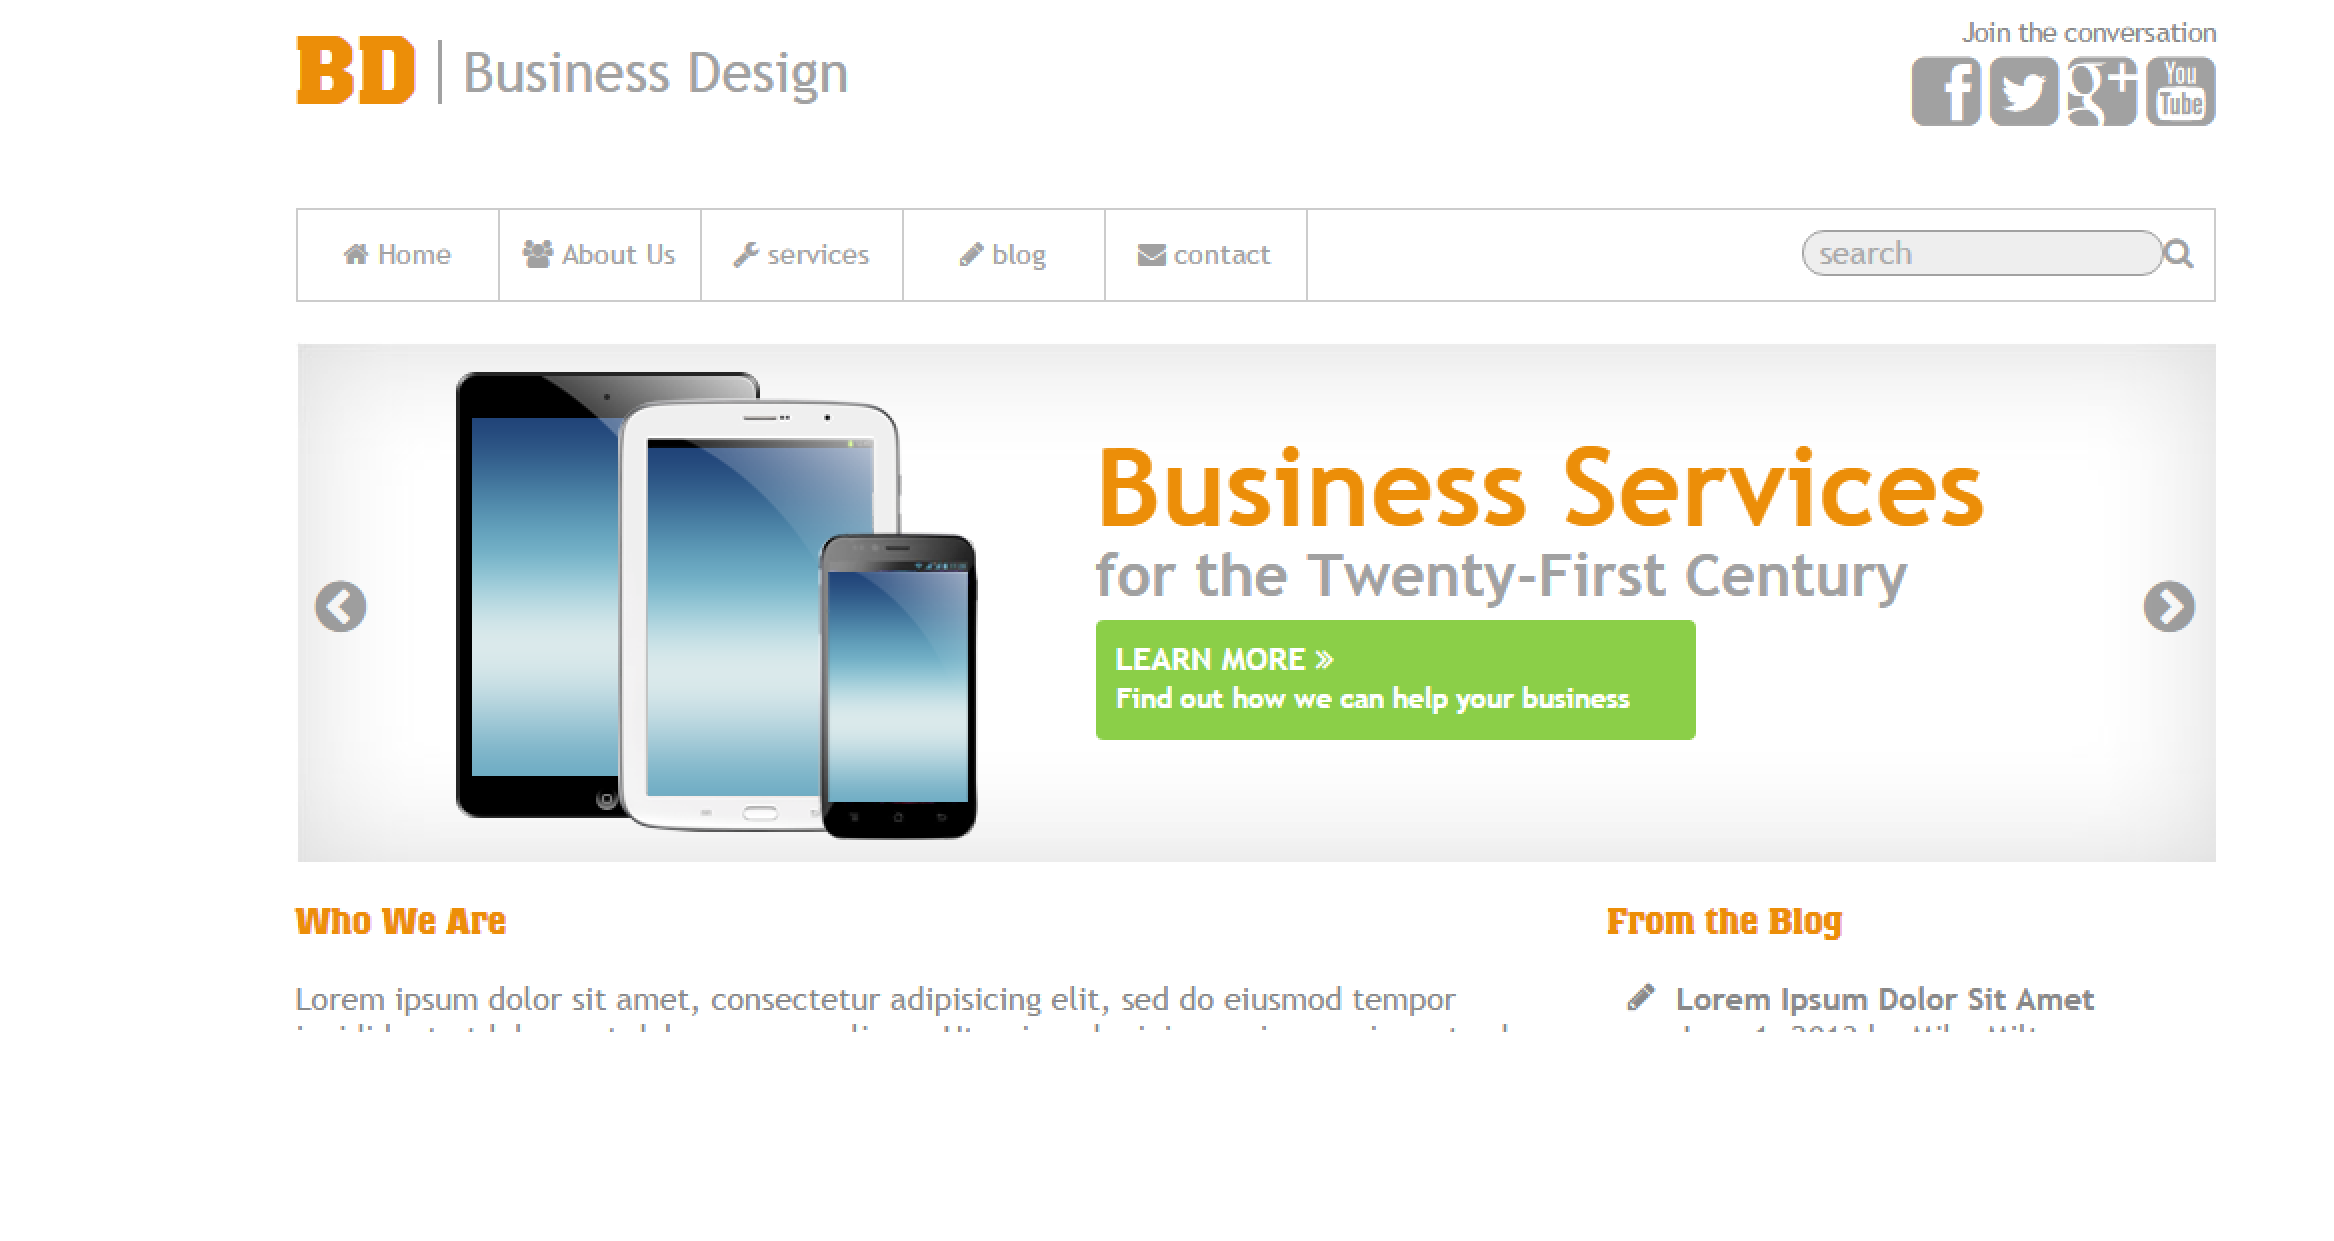 Join the conversation
BD | Business Design
f g+ You Tube
Home About Us services blog contact search
Business Services
for the Twenty-First Century
LEARN MORE »
Find out how we can help your business
Who We Are
Lorem ipsum dolor sit amet, consectetur adipisicing elit, sed do eiusmod tempor
From the Blog
Lorem Ipsum Dolor Sit Amet